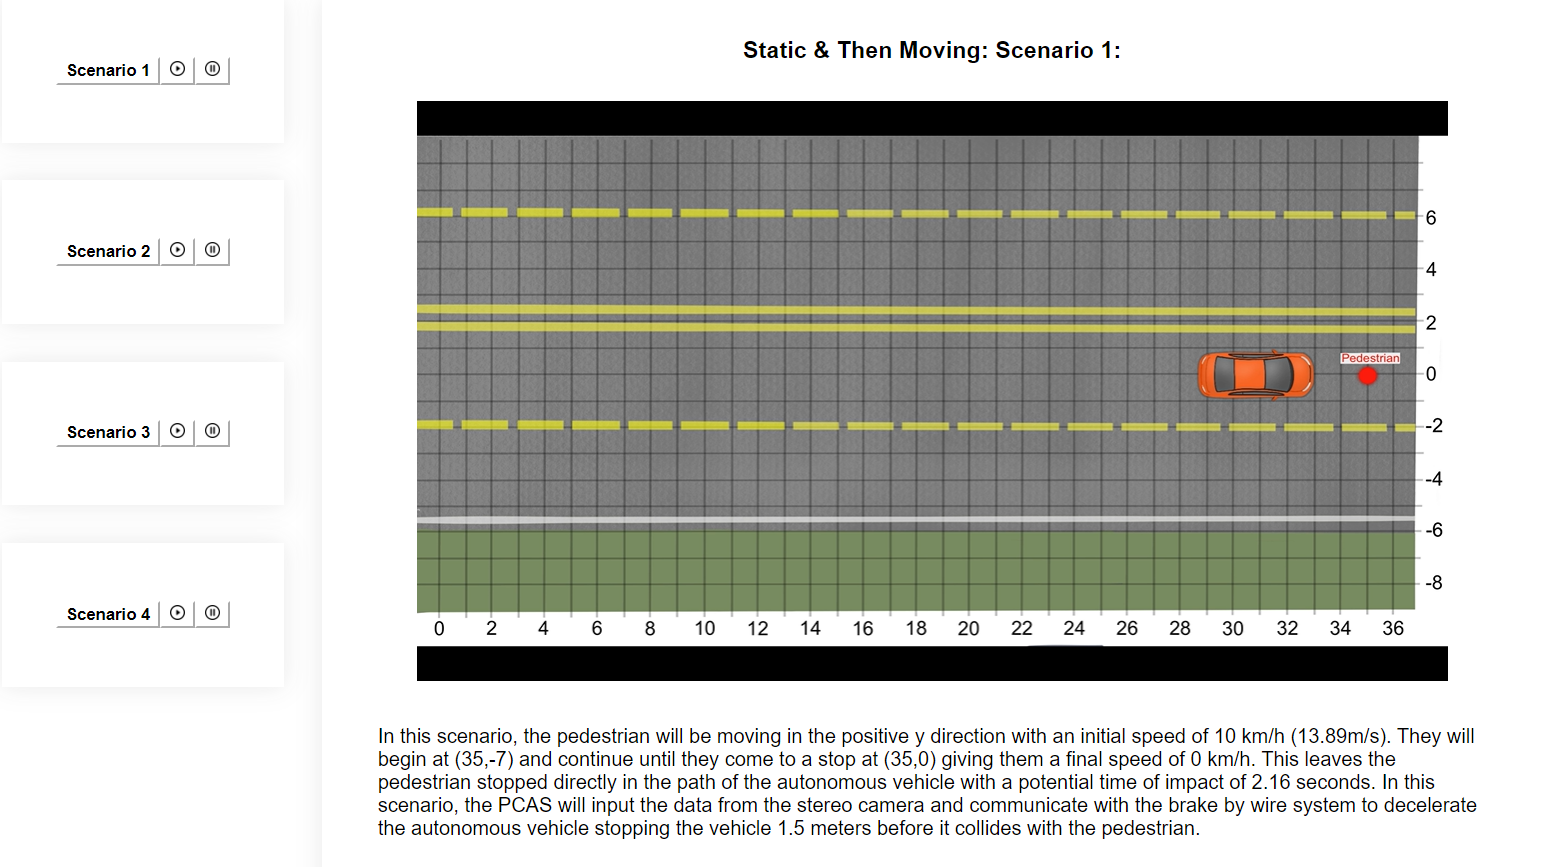 Scenario 1
Scenario 2
Scenario 3
Scenario 4
Static & Then Moving: Scenario 1:
6
4
2
Pedestrian
0
-2
-4
-6
-8
0 2 4 6 8 10 12 14 16 18 20 22 24 26 28 30 32 34 36
In this scenario, the pedestrian will be moving in the positive y direction with an initial speed of 10 km/h (13.89m/s). They will
begin at (35,-7) and continue until they come to a stop at (35,0) giving them a final speed of 0 km/h. This leaves the
pedestrian stopped directly in the path of the autonomous vehicle with a potential time of impact of 2.16 seconds. In this
scenario, the PCAS will input the data from the stereo camera and communicate with the brake by wire system to decelerate
the autonomous vehicle stopping the vehicle 1.5 meters before it collides with the pedestrian.